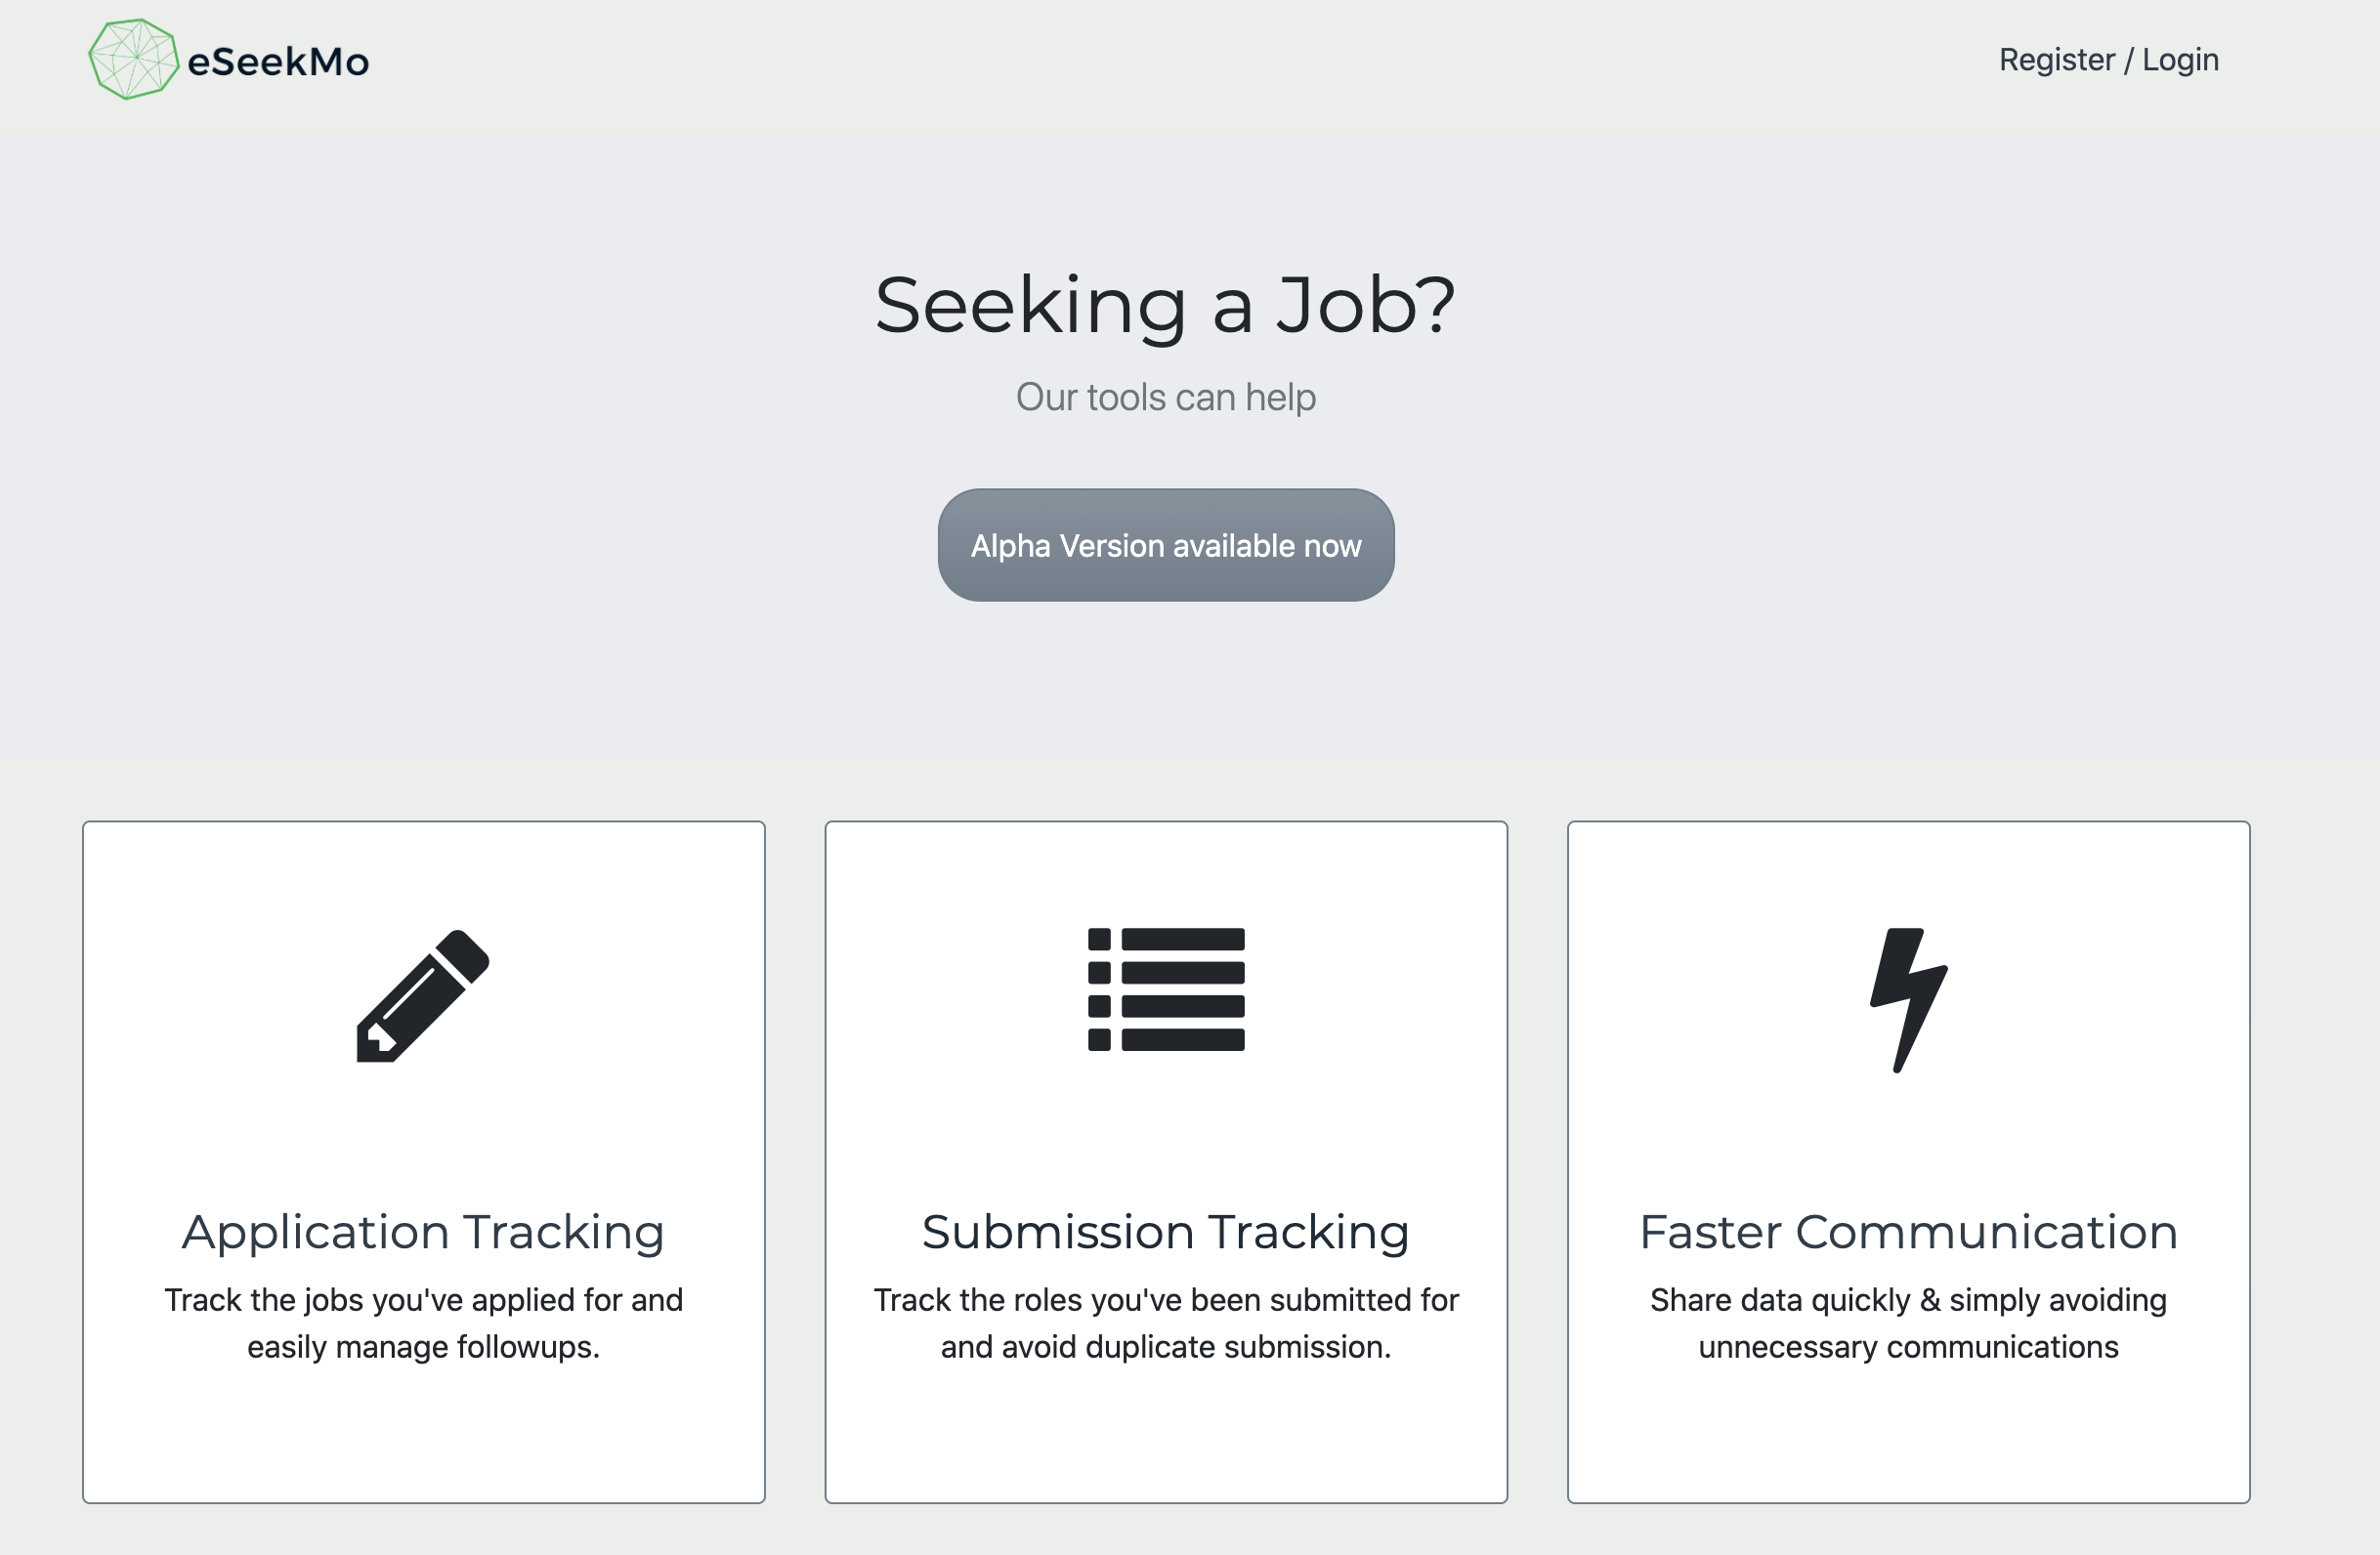 eSeekMo
Register / Login
Seeking a Job?
Our tools can help
Alpha Version available now
Application Tracking
Track the jobs you've applied for and
easily manage followups.
Submission Tracking
Track the roles you've been submitted for
and avoid duplicate submission.
Faster Communication
Share data quickly & simply avoiding
unnecessary communications